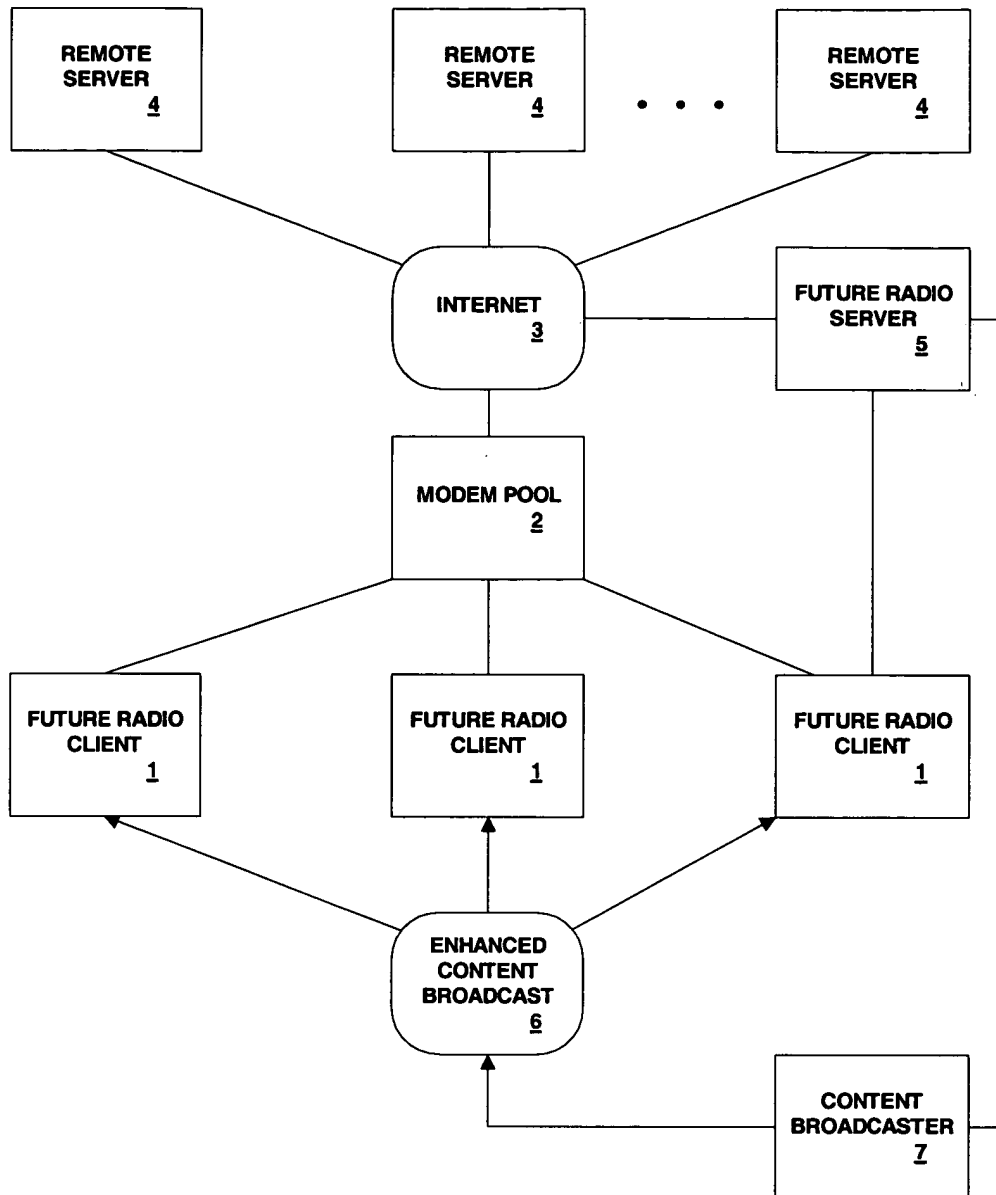 REMOTE
SERVER
4
REMOTE
SERVER
4
• • •
REMOTE
SERVER
4
INTERNET
3
FUTURE RADIO
SERVER
5
MODEM POOL
2
FUTURE RADIO
CLIENT
1
FUTURE RADIO
CLIENT
1
FUTURE RADIO
CLIENT
1
ENHANCED
CONTENT
BROADCAST
6
CONTENT
BROADCASTER
7